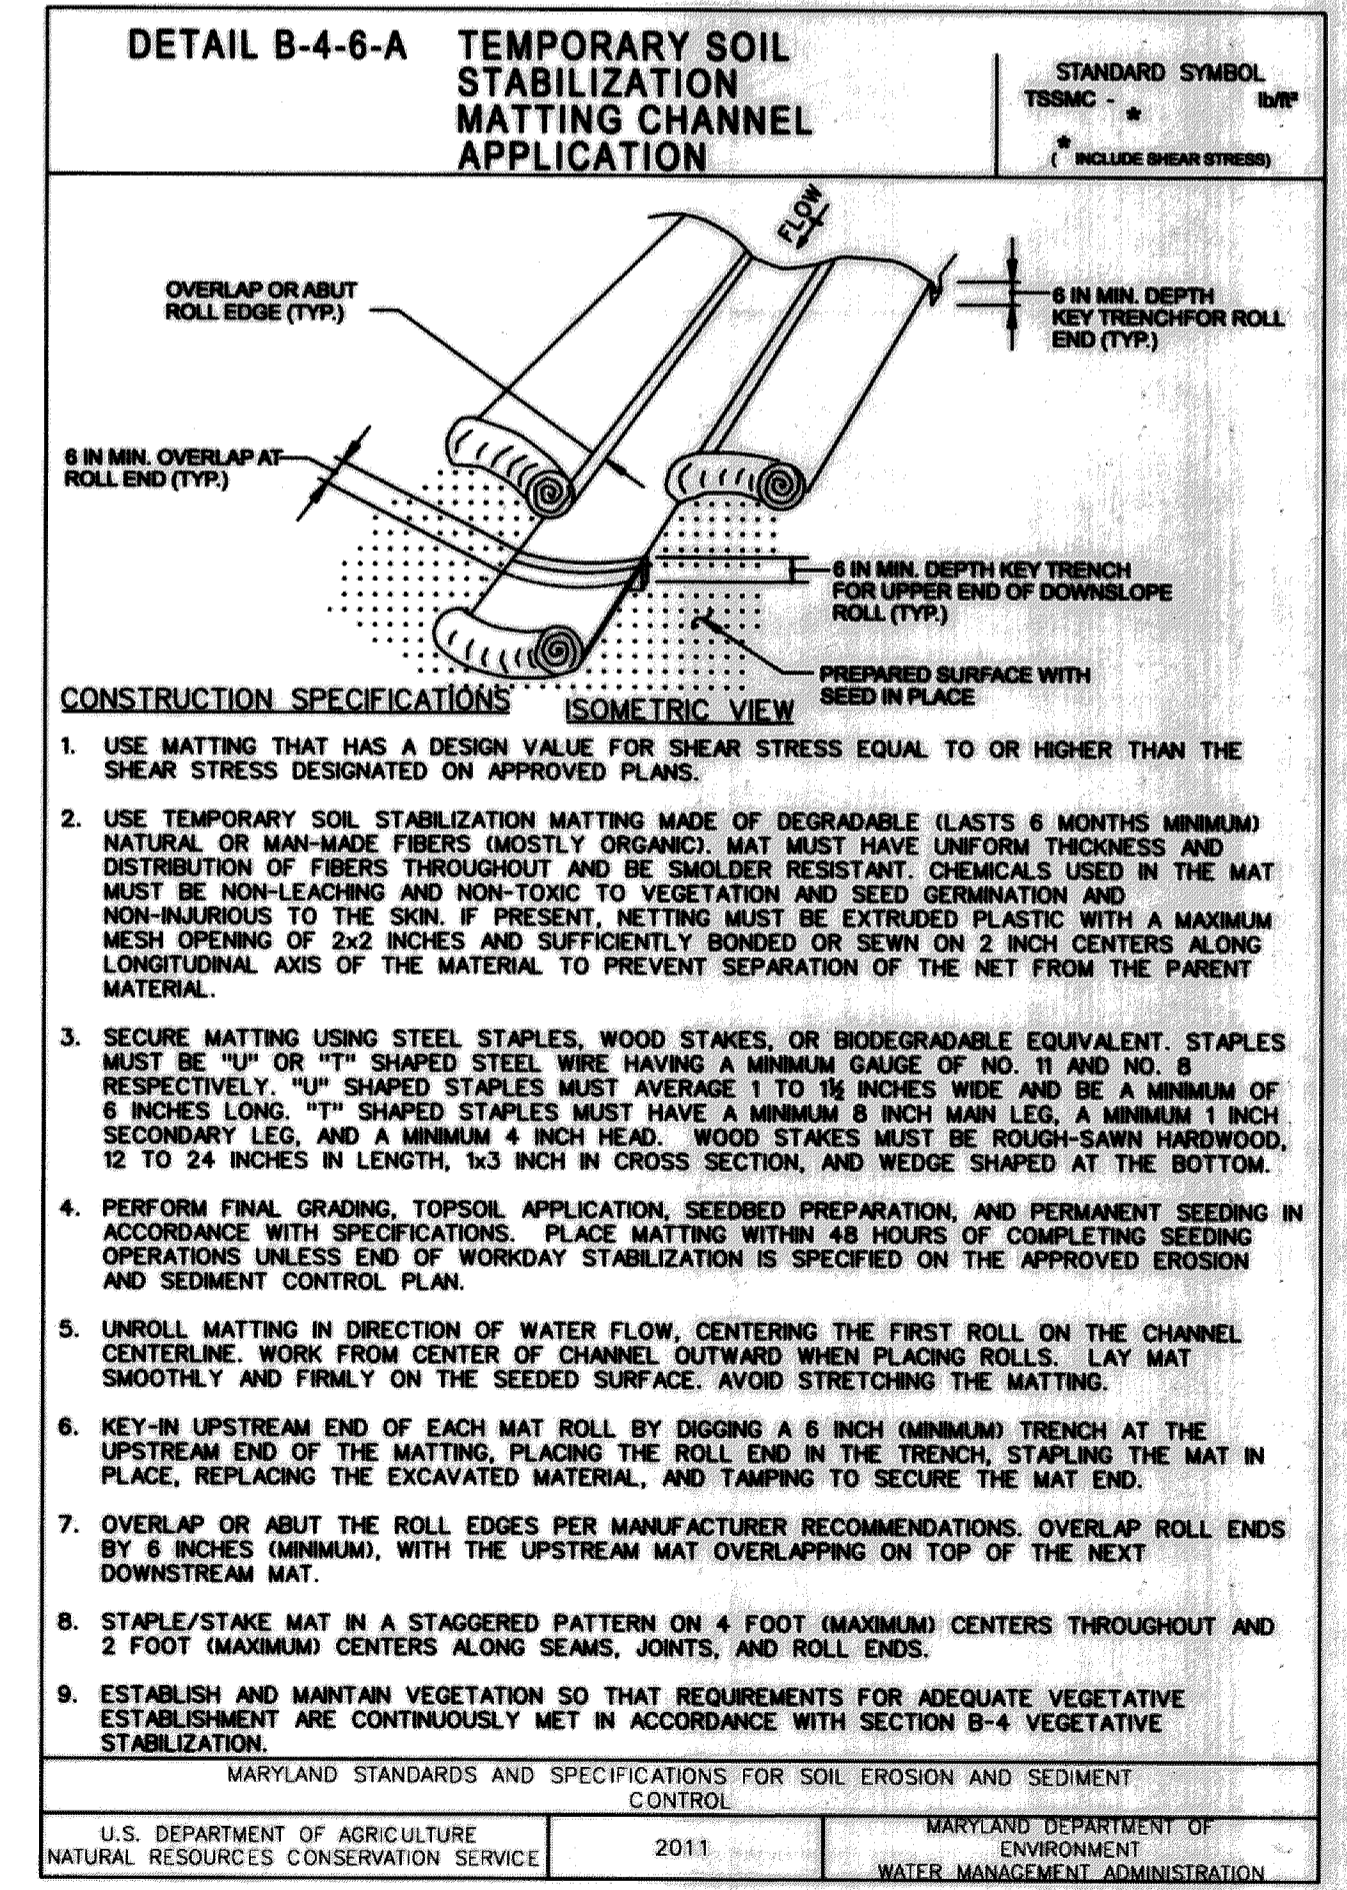 DETAIL B-4-6-A
TEMPORARY SOIL
STABILIZATION
MATTING CHANNEL
APPLICATION
STANDARD SYMBOL
TSSMC - * lb/ft²
(* INCLUDE SHEAR STRESS)
FLOW
OVERLAP OR ABUT
ROLL EDGE (TYP.)
6 IN MIN. DEPTH
KEY TRENCHFOR ROLL
END (TYP.)
6 IN MIN. OVERLAP AT
ROLL END (TYP.)
6 IN MIN. DEPTH KEY TRENCH
FOR UPPER END OF DOWNSLOPE
ROLL (TYP.)
PREPARED SURFACE WITH
SEED IN PLACE
ISOMETRIC VIEW
CONSTRUCTION SPECIFICATIONS
1. USE MATTING THAT HAS A DESIGN VALUE FOR SHEAR STRESS EQUAL TO OR HIGHER THAN THE
SHEAR STRESS DESIGNATED ON APPROVED PLANS.
2. USE TEMPORARY SOIL STABILIZATION MATTING MADE OF DEGRADABLE (LASTS 6 MONTHS MINIMUM)
NATURAL OR MAN-MADE FIBERS (MOSTLY ORGANIC). MAT MUST HAVE UNIFORM THICKNESS AND
DISTRIBUTION OF FIBERS THROUGHOUT AND BE SMOLDER RESISTANT. CHEMICALS USED IN THE MAT
MUST BE NON-LEACHING AND NON-TOXIC TO VEGETATION AND SEED GERMINATION AND
NON-INJURIOUS TO THE SKIN. IF PRESENT, NETTING MUST BE EXTRUDED PLASTIC WITH A MAXIMUM
MESH OPENING OF 2x2 INCHES AND SUFFICIENTLY BONDED OR SEWN ON 2 INCH CENTERS ALONG
LONGITUDINAL AXIS OF THE MATERIAL TO PREVENT SEPARATION OF THE NET FROM THE PARENT
MATERIAL.
3. SECURE MATTING USING STEEL STAPLES, WOOD STAKES, OR BIODEGRADABLE EQUIVALENT. STAPLES
MUST BE "U" OR "T" SHAPED STEEL WIRE HAVING A MINIMUM GAUGE OF NO. 11 AND NO. 8
RESPECTIVELY. "U" SHAPED STAPLES MUST AVERAGE 1 TO 1½ INCHES WIDE AND BE A MINIMUM OF
6 INCHES LONG. "T" SHAPED STAPLES MUST HAVE A MINIMUM 8 INCH MAIN LEG, A MINIMUM 1 INCH
SECONDARY LEG, AND A MINIMUM 4 INCH HEAD. WOOD STAKES MUST BE ROUGH-SAWN HARDWOOD,
12 TO 24 INCHES IN LENGTH, 1x3 INCH IN CROSS SECTION, AND WEDGE SHAPED AT THE BOTTOM.
4. PERFORM FINAL GRADING, TOPSOIL APPLICATION, SEEDBED PREPARATION, AND PERMANENT SEEDING IN
ACCORDANCE WITH SPECIFICATIONS. PLACE MATTING WITHIN 48 HOURS OF COMPLETING SEEDING
OPERATIONS UNLESS END OF WORKDAY STABILIZATION IS SPECIFIED ON THE APPROVED EROSION
AND SEDIMENT CONTROL PLAN.
5. UNROLL MATTING IN DIRECTION OF WATER FLOW, CENTERING THE FIRST ROLL ON THE CHANNEL
CENTERLINE. WORK FROM CENTER OF CHANNEL OUTWARD WHEN PLACING ROLLS. LAY MAT
SMOOTHLY AND FIRMLY ON THE SEEDED SURFACE. AVOID STRETCHING THE MATTING.
6. KEY-IN UPSTREAM END OF EACH MAT ROLL BY DIGGING A 6 INCH (MINIMUM) TRENCH AT THE
UPSTREAM END OF THE MATTING, PLACING THE ROLL END IN THE TRENCH, STAPLING THE MAT IN
PLACE, REPLACING THE EXCAVATED MATERIAL, AND TAMPING TO SECURE THE MAT END.
7. OVERLAP OR ABUT THE ROLL EDGES PER MANUFACTURER RECOMMENDATIONS. OVERLAP ROLL ENDS
BY 6 INCHES (MINIMUM), WITH THE UPSTREAM MAT OVERLAPPING ON TOP OF THE NEXT
DOWNSTREAM MAT.
8. STAPLE/STAKE MAT IN A STAGGERED PATTERN ON 4 FOOT (MAXIMUM) CENTERS THROUGHOUT AND
2 FOOT (MAXIMUM) CENTERS ALONG SEAMS, JOINTS, AND ROLL ENDS.
9. ESTABLISH AND MAINTAIN VEGETATION SO THAT REQUIREMENTS FOR ADEQUATE VEGETATIVE
ESTABLISHMENT ARE CONTINUOUSLY MET IN ACCORDANCE WITH SECTION B-4 VEGETATIVE
STABILIZATION.
MARYLAND STANDARDS AND SPECIFICATIONS FOR SOIL EROSION AND SEDIMENT
CONTROL
U.S. DEPARTMENT OF AGRICULTURE
NATURAL RESOURCES CONSERVATION SERVICE
2011
MARYLAND DEPARTMENT OF
ENVIRONMENT
WATER MANAGEMENT ADMINISTRATION